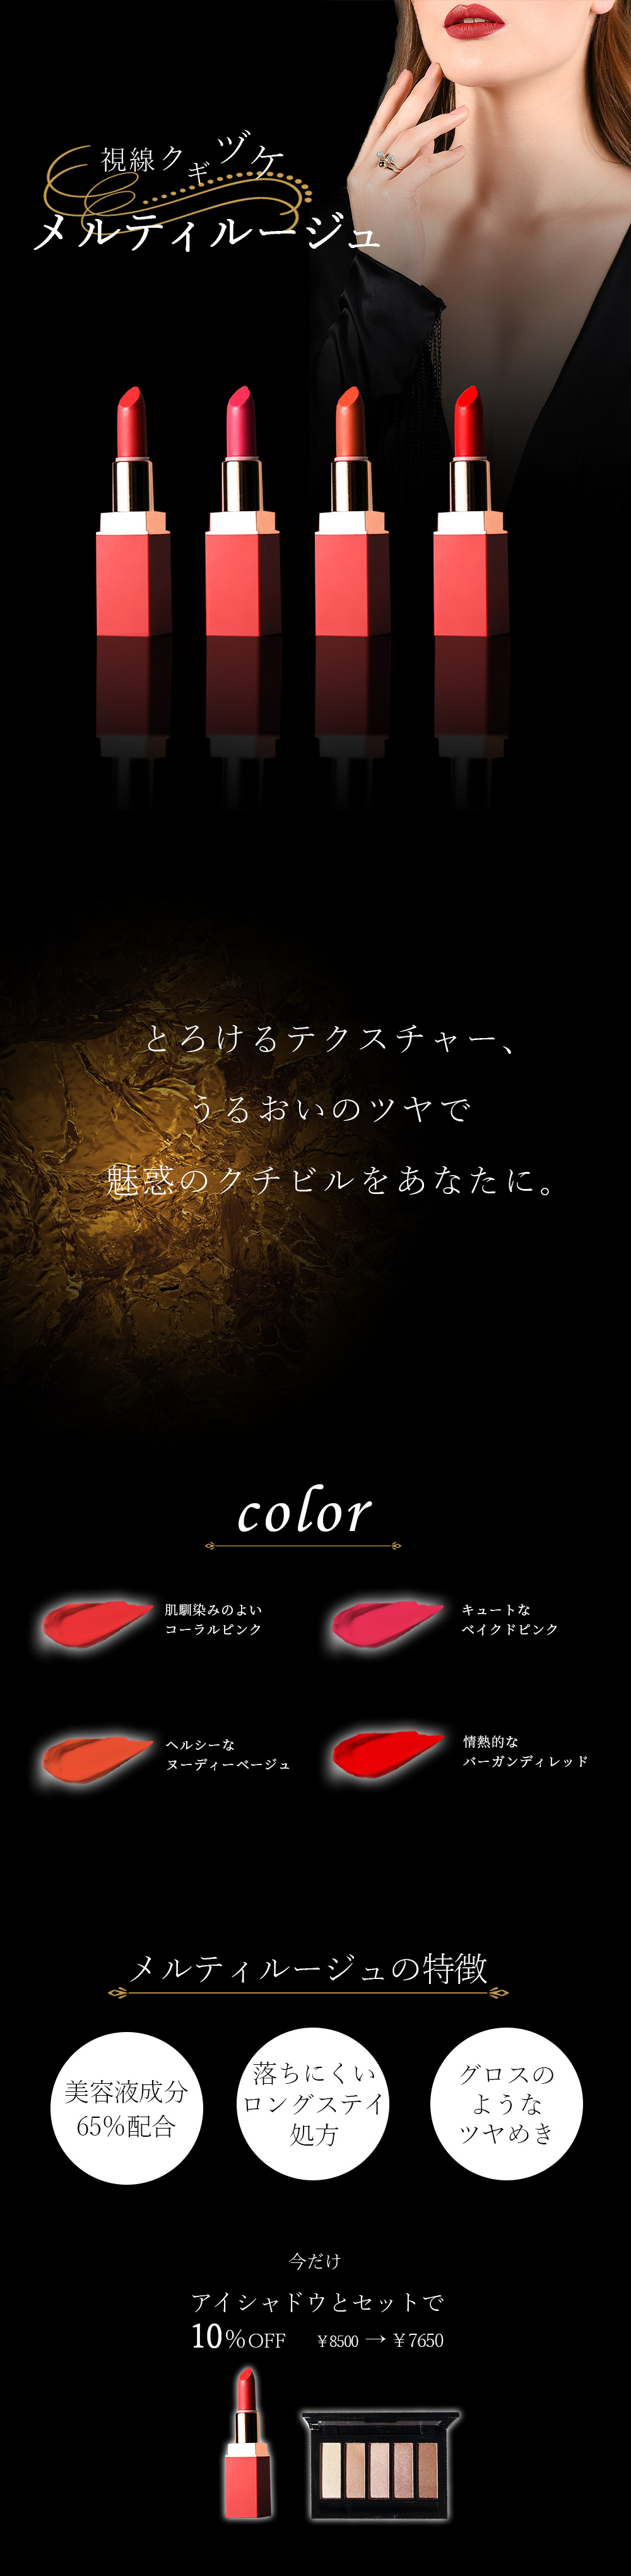 視線クギヅケ
メルティルージュ
とろけるテクスチャー、
うるおいのツヤで
魅惑のクチビルをあなたに。
color
肌馴染みのよい
コーラルピンク
キュートな
ベイクドピンク
ヘルシーな
ヌーディーベージュ
情熱的な
バーガンディレッド
メルティルージュの特徴
美容液成分
65%配合
落ちにくい
ロングステイ
処方
グロスの
ような
ツヤめき
今だけ
アイシャドウとセットで
10%OFF ¥8500 → ¥7650